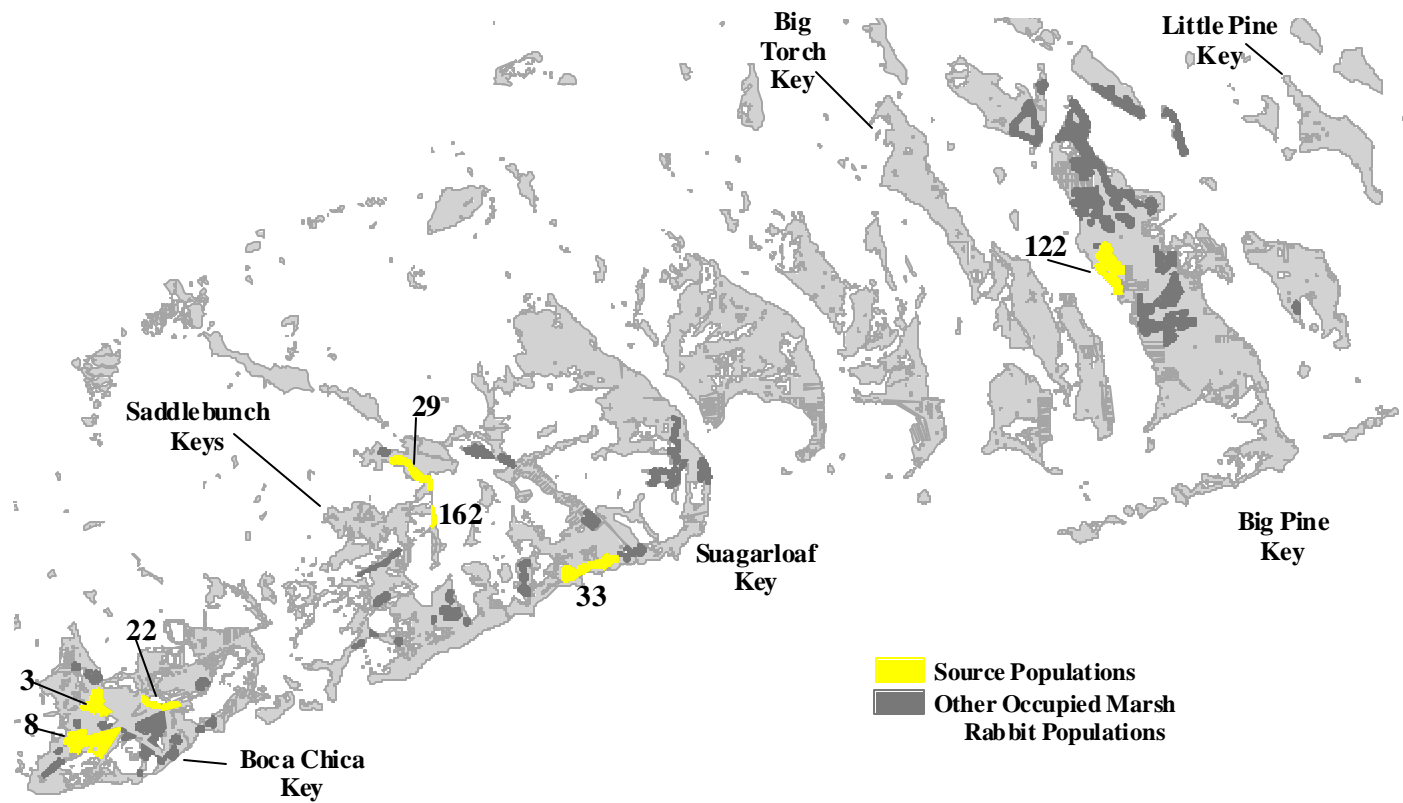 Big
Torch
Key
Little Pine
Key
122
Saddlebunch
Keys
29
162
Big Pine
Key
Suagarloaf
Key
33
22
3
8
Boca Chica
Key
Source Populations
Other Occupied Marsh
Rabbit Populations